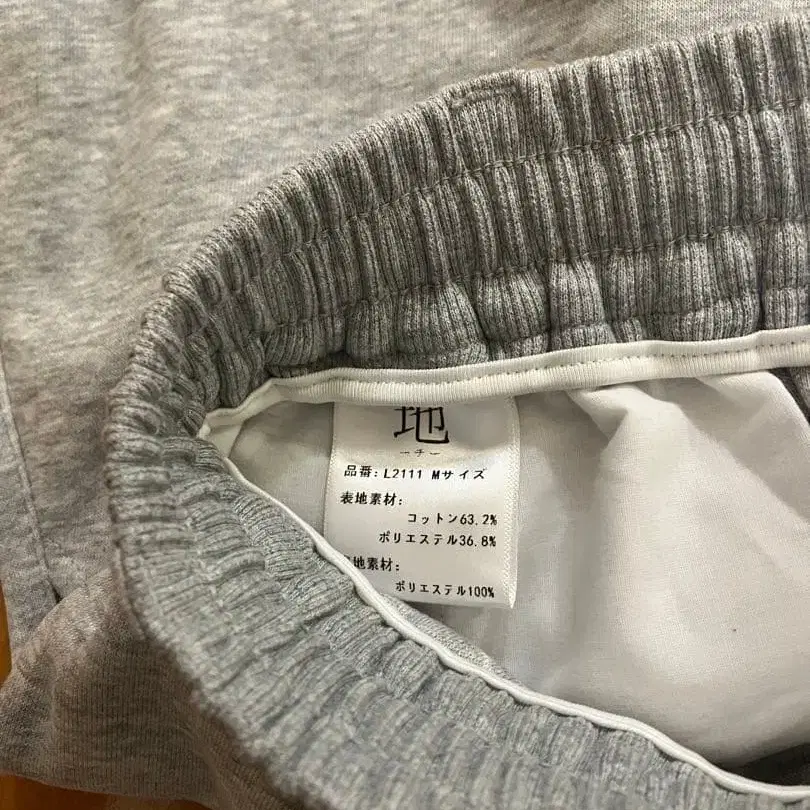 地
ーチー
品番: L2111 Mサイズ
表地素材:
コットン63.2%
ポリエステル36.8%
地素材:
ポリエステル100%